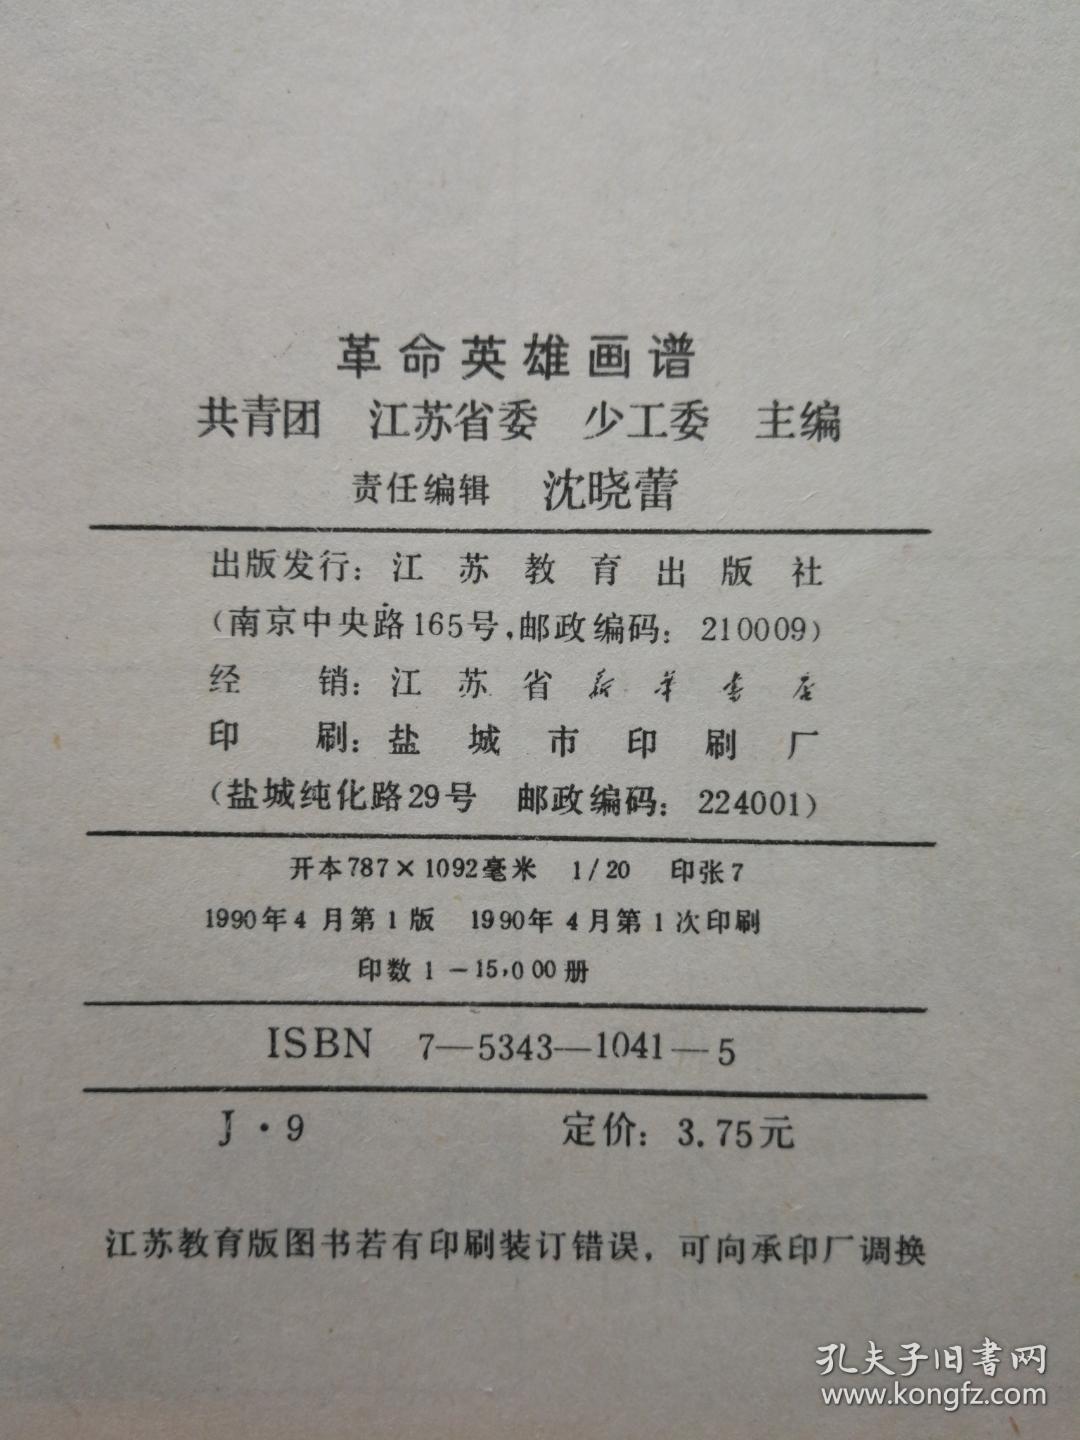 革命英雄画谱
共青团 江苏省委 少工委 主编
责任编辑 沈晓蕾
出版发行：江苏教育出版社
(南京中央路165号,邮政编码：210009)
经 销：江苏省新华书店
印 刷：盐城市印刷厂
(盐城纯化路29号 邮政编码：224001)
开本787×1092毫米 1/20 印张7
1990年4月第1版 1990年4月第1次印刷
印数1—15,000册
ISBN 7—5343—1041—5
J·9 定价：3.75元
江苏教育版图书若有印刷装订错误，可向承印厂调换
孔夫子旧書网
www.kongfz.com